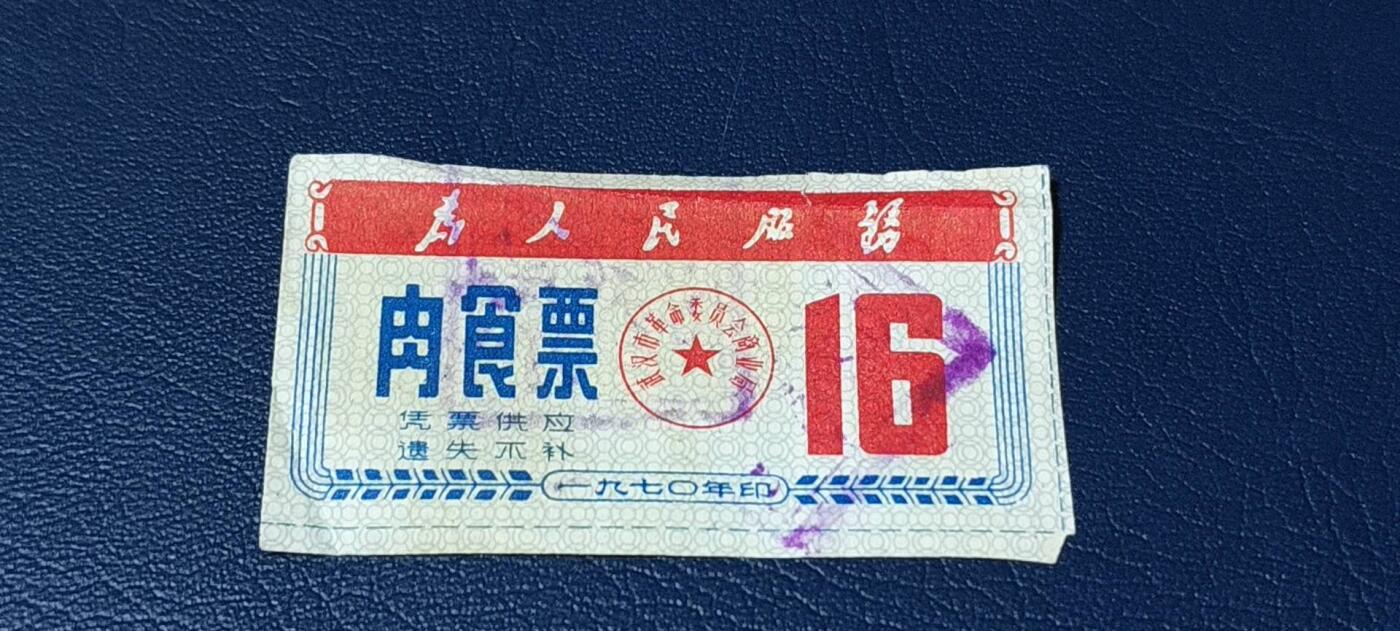 为人民服务
肉食票
武汉市革命委员会商业局
16
凭票供应
遗失不补
一九七〇年印